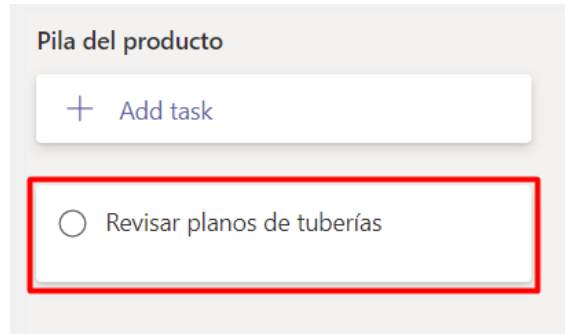 Pila del producto
Add task
Revisar planos de tuberías